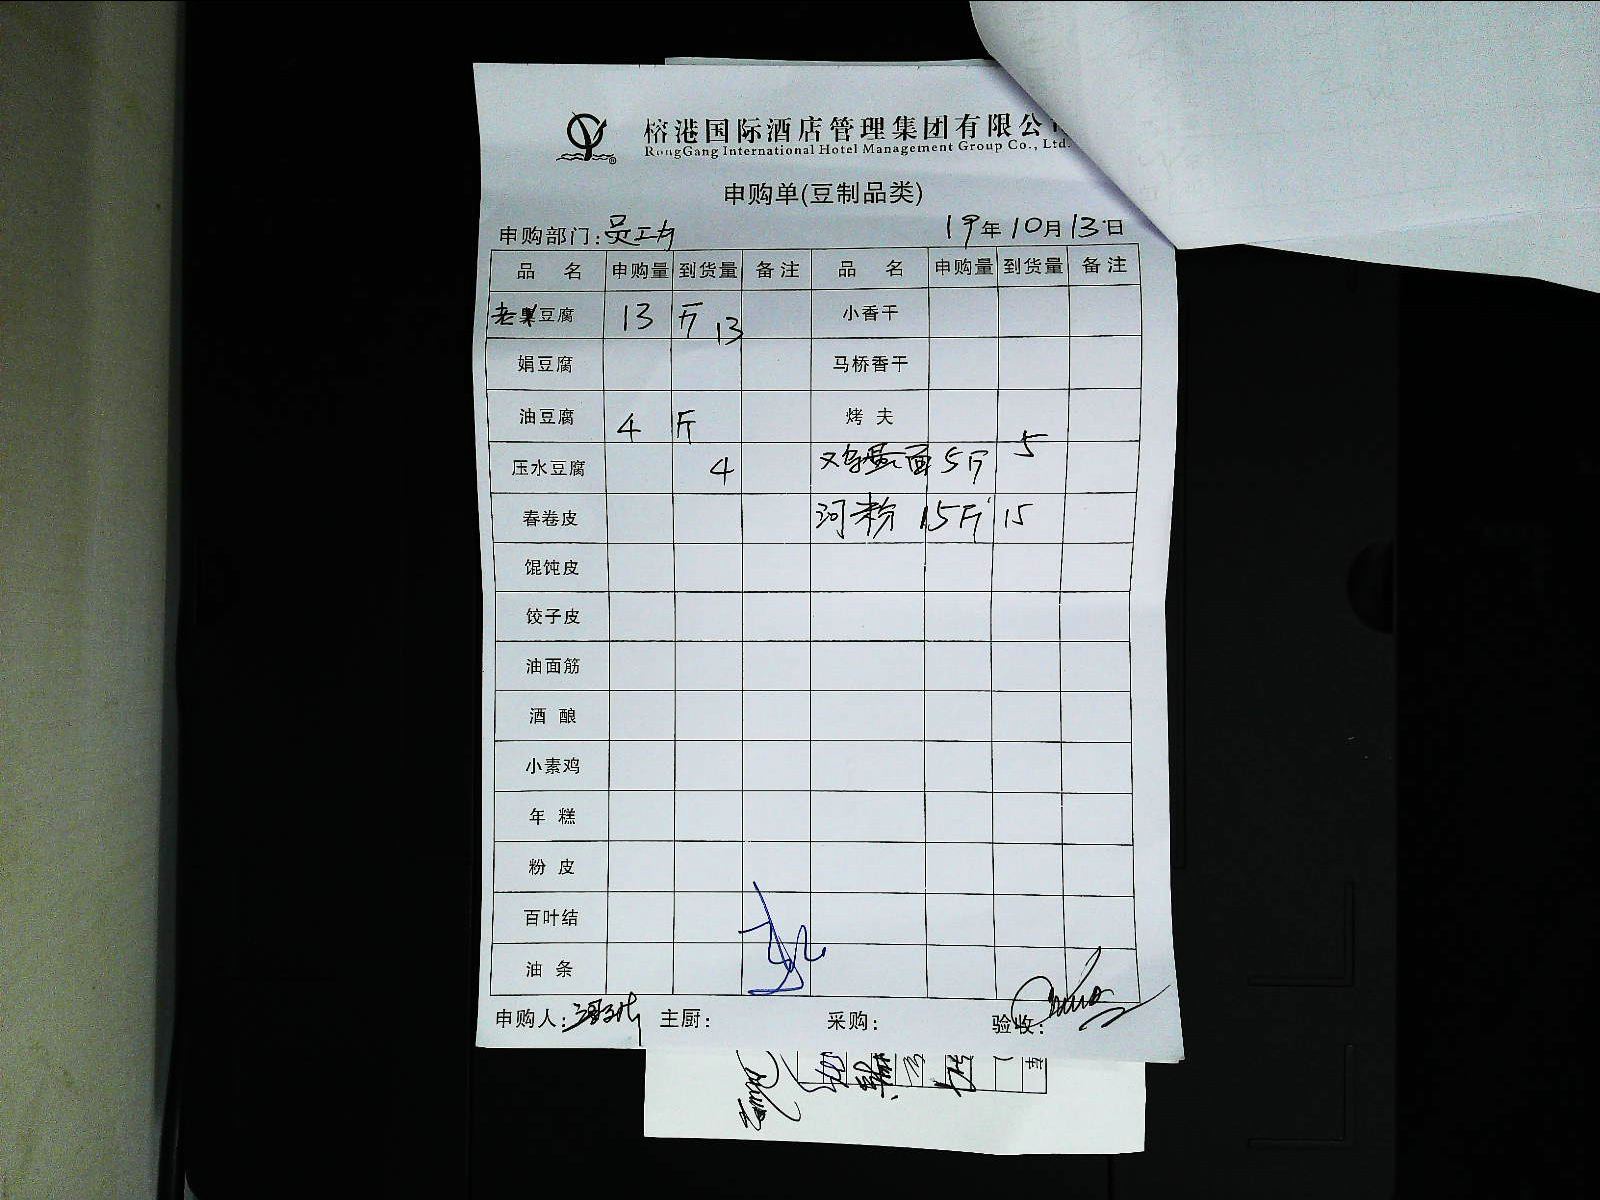 榕港国际酒店管理集团有限公
RongGang International Hotel Management Group Co., Ltd.
申购单(豆制品类)
申购部门: 员工 19年10月13日
品 名 申购量 到货量 备注 品 名 申购量 到货量 备注
老豆腐 13 斤 13 小香干
娟豆腐 马桥香干
油豆腐 4 斤 烤 夫
压水豆腐 4 鸡蛋面 5斤 5
春卷皮 河粉 15斤 15
馄饨皮
饺子皮
油面筋
酒 酿
小素鸡
年 糕
粉 皮
百叶结
油 条
申购人: 主厨: 采购: 验收: